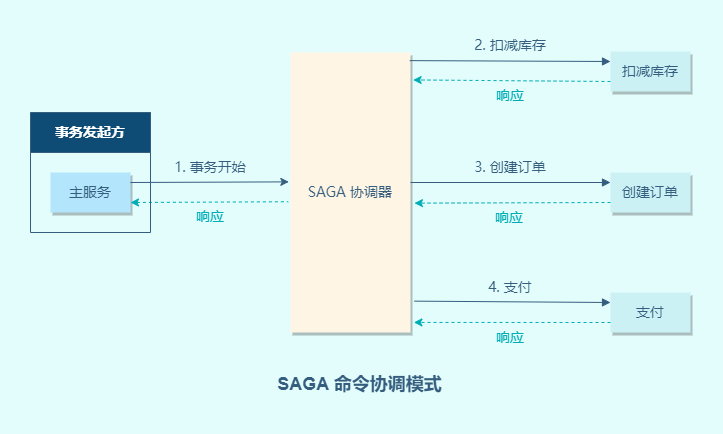 2. 扣减库存
扣减库存
响应
事务发起方
1. 事务开始
主服务
响应
SAGA 协调器
3. 创建订单
创建订单
响应
4. 支付
支付
响应
SAGA 命令协调模式